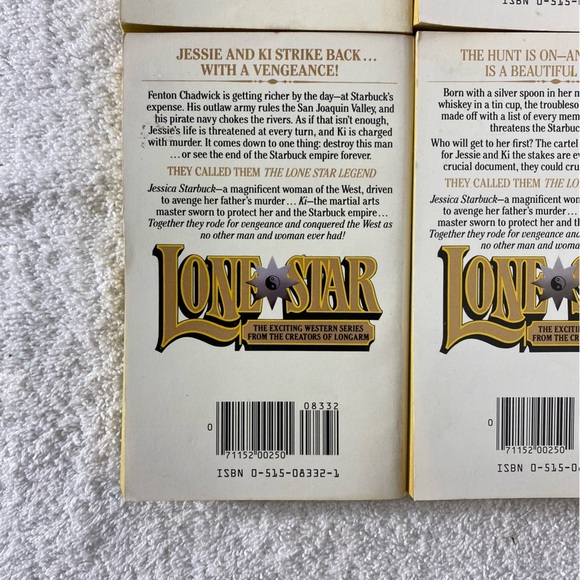 ISBN 0-515-
JESSIE AND KI STRIKE BACK...
WITH A VENGEANCE!
Fenton Chadwick is getting richer by the day—at Starbuck's
expense. His outlaw army rules the San Joaquin Valley, and
his pirate navy chokes the rivers. As if that isn't enough,
Jessie's life is threatened at every turn, and Ki is charged
with murder. It comes down to one thing: destroy this man
...or see the end of the Starbuck empire forever.
THEY CALLED THEM THE LONE STAR LEGEND
Jessica Starbuck—a magnificent woman of the West, driven
to avenge her father's murder... Ki—the martial arts
master sworn to protect her and the Starbuck empire...
Together they rode for vengeance and conquered the West as
no other man and woman ever had!
LONE STAR
THE EXCITING WESTERN SERIES
FROM THE CREATORS OF LONGARM
08332
0
71152 00250
ISBN 0-515-08332-1
THE HUNT IS ON—AN
IS A BEAUTIFUL
Born with a silver spoon in her m
whiskey in a tin cup, the troubleso
made off with a list of every mem
threatens the Starbuc
Who will get to her first? The cartel
for Jessie and Ki the stakes are ev
crucial document, they could cru
THEY CALLED THEM THE LO
Jessica Starbuck—a magnificent wo
to avenge her father's murder...
master sworn to protect her and th
Together they rode for vengeance an
no other man and woma
LONE STAR
THE EXCITI
FROM THE CR
0
71152 00250
ISBN 0-515-0